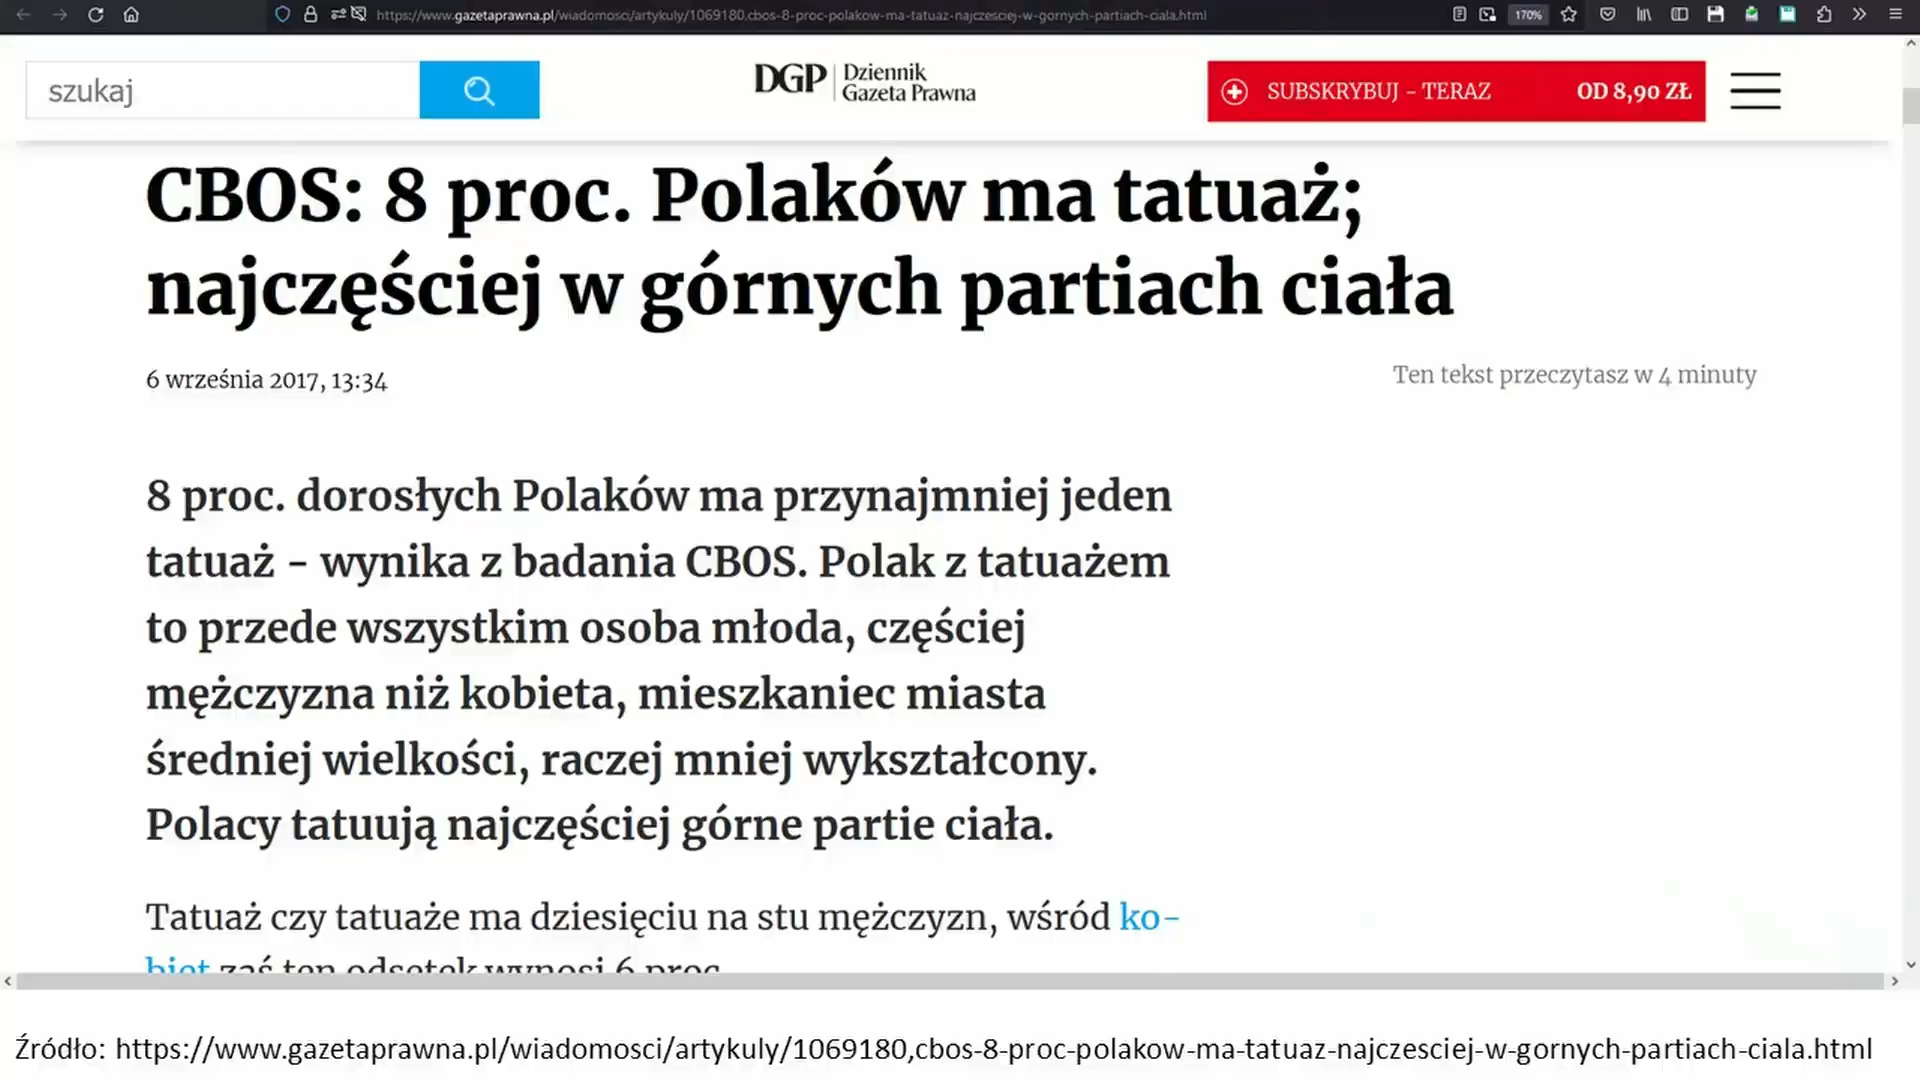 https://www.gazetaprawna.pl/wiadomosci/artykuly/1069180,cbos-8-proc-polakow-ma-tatuaz-najczesciej-w-gornych-partiach-ciala.html
170%
szukaj
DGP
Dziennik
Gazeta Prawna
SUBSKRYBUJ - TERAZ OD 8,90 ZŁ
CBOS: 8 proc. Polaków ma tatuaż;
najczęściej w górnych partiach ciała
6 września 2017, 13:34
Ten tekst przeczytasz w 4 minuty
8 proc. dorosłych Polaków ma przynajmniej jeden
tatuaż - wynika z badania CBOS. Polak z tatuażem
to przede wszystkim osoba młoda, częściej
mężczyzna niż kobieta, mieszkaniec miasta
średniej wielkości, raczej mniej wykształcony.
Polacy tatuują najczęściej górne partie ciała.
Tatuaż czy tatuaże ma dziesięciu na stu mężczyzn, wśród ko-
biet zaś ten odsetek wynosi 6 proc.
Źródło: https://www.gazetaprawna.pl/wiadomosci/artykuly/1069180,cbos-8-proc-polakow-ma-tatuaz-najczesciej-w-gornych-partiach-ciala.html